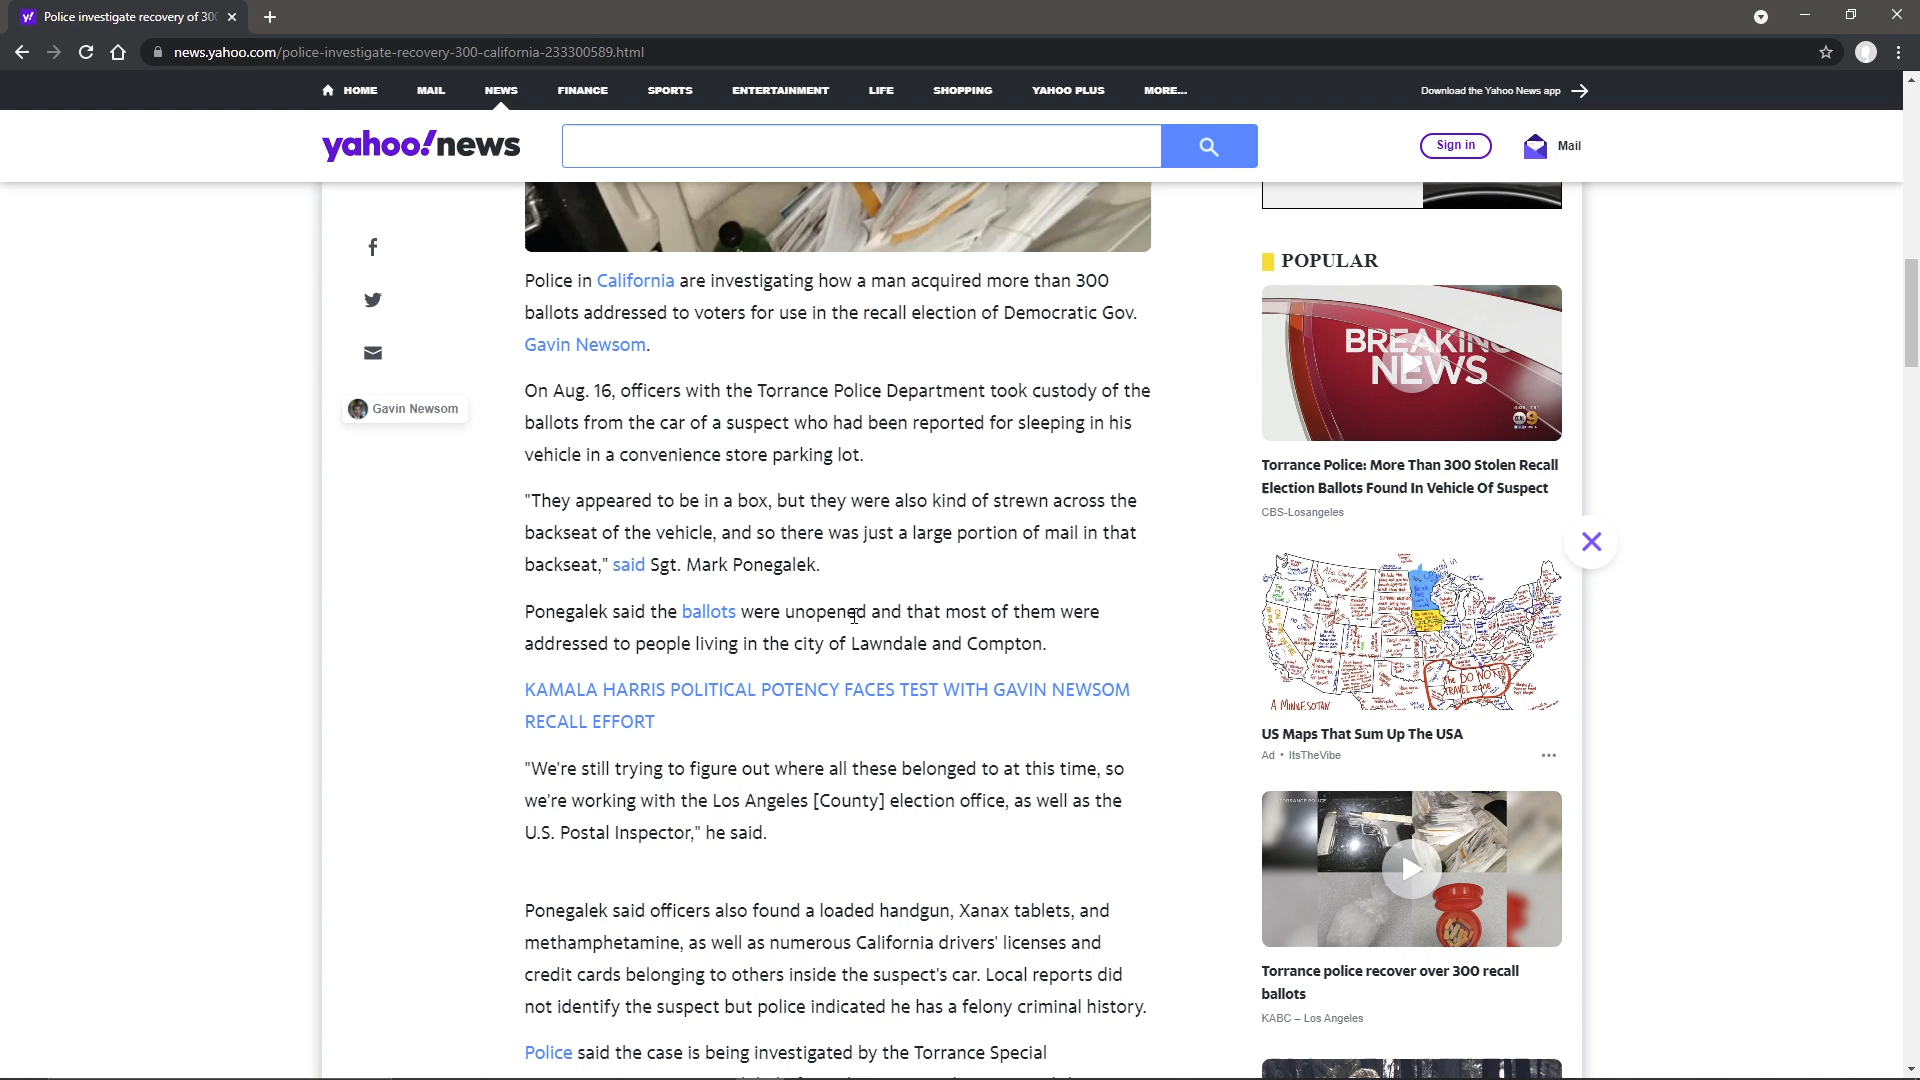 Police investigate recovery of 300
news.yahoo.com/police-investigate-recovery-300-california-233300589.html
HOME MAIL NEWS FINANCE SPORTS ENTERTAINMENT LIFE SHOPPING YAHOO PLUS MORE...
Download the Yahoo News app
yahoo!news
Sign in
Mail
Gavin Newsom
Police in California are investigating how a man acquired more than 300
ballots addressed to voters for use in the recall election of Democratic Gov.
Gavin Newsom.
On Aug. 16, officers with the Torrance Police Department took custody of the
ballots from the car of a suspect who had been reported for sleeping in his
vehicle in a convenience store parking lot.
"They appeared to be in a box, but they were also kind of strewn across the
backseat of the vehicle, and so there was just a large portion of mail in that
backseat," said Sgt. Mark Ponegalek.
Ponegalek said the ballots were unopened and that most of them were
addressed to people living in the city of Lawndale and Compton.
KAMALA HARRIS POLITICAL POTENCY FACES TEST WITH GAVIN NEWSOM
RECALL EFFORT
"We're still trying to figure out where all these belonged to at this time, so
we're working with the Los Angeles [County] election office, as well as the
U.S. Postal Inspector," he said.
Ponegalek said officers also found a loaded handgun, Xanax tablets, and
methamphetamine, as well as numerous California drivers' licenses and
credit cards belonging to others inside the suspect's car. Local reports did
not identify the suspect but police indicated he has a felony criminal history.
Police said the case is being investigated by the Torrance Special
POPULAR
BREAKING
NEWS
Torrance Police: More Than 300 Stolen Recall
Election Ballots Found In Vehicle Of Suspect
CBS-Losangeles
the DO NOT
TRAVEL zone
A MINNESOTAN
US Maps That Sum Up The USA
Ad • ItsTheVibe
TORRANCE POLICE
Torrance police recover over 300 recall
ballots
KABC – Los Angeles